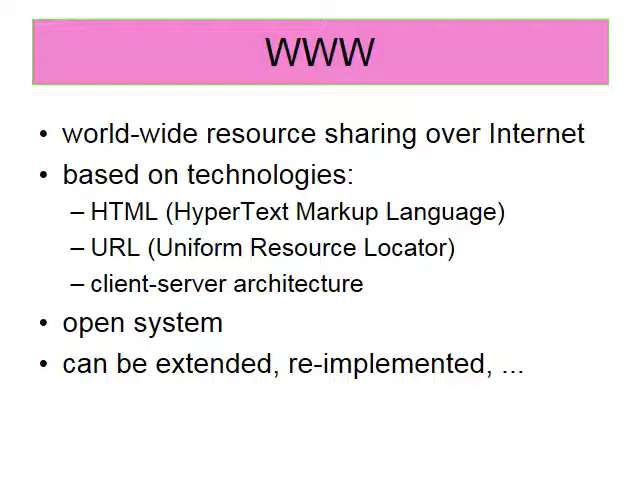 WWW
• world-wide resource sharing over Internet
• based on technologies:
– HTML (HyperText Markup Language)
– URL (Uniform Resource Locator)
– client-server architecture
• open system
• can be extended, re-implemented, ...